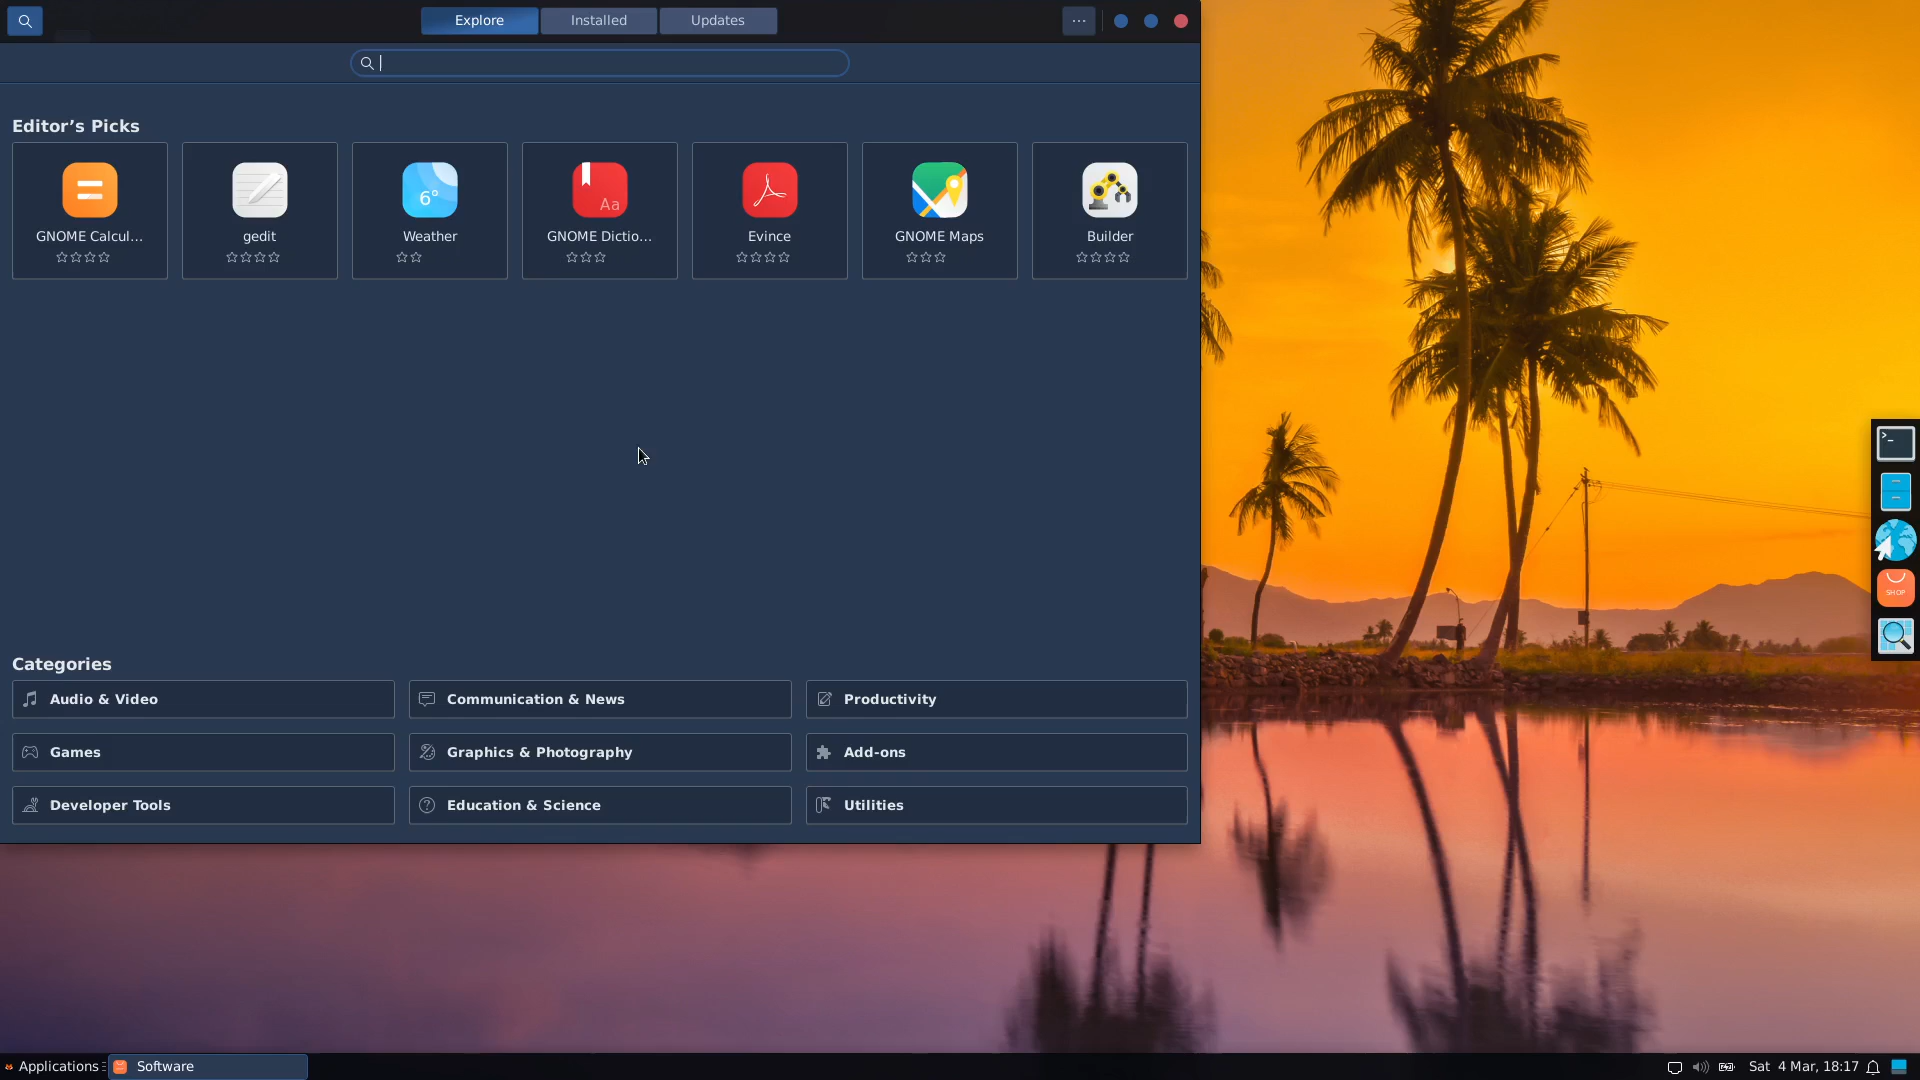 Explore
Installed
Updates
Editor’s Picks
6°
Aa
GNOME Calcul...
gedit
Weather
GNOME Dictio...
Evince
GNOME Maps
Builder
>_
SHOP
Categories
Audio & Video
Communication & News
Productivity
Games
Graphics & Photography
Add-ons
Developer Tools
Education & Science
Utilities
Applications
Software
Sat 4 Mar, 18:17